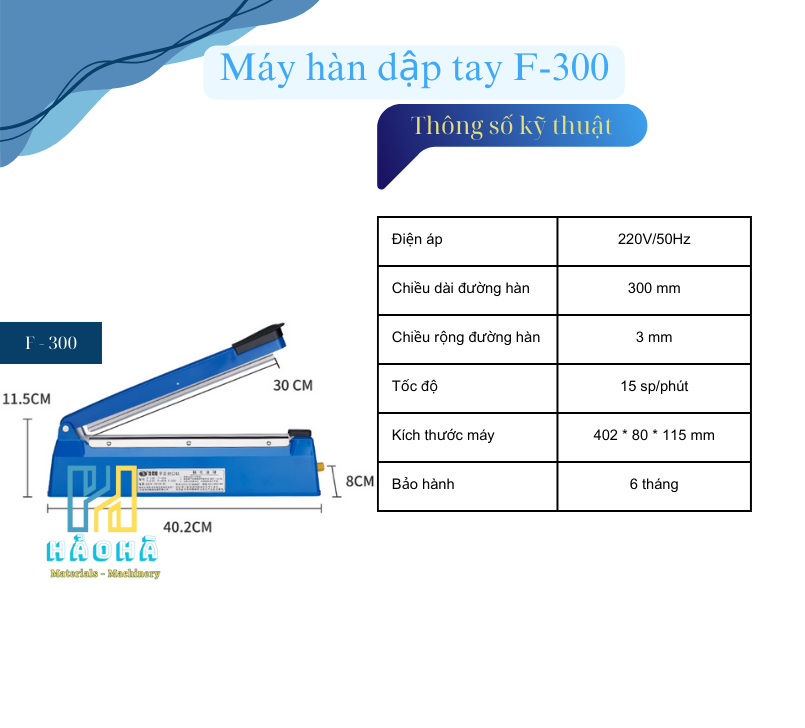 Máy hàn dập tay F-300
Thông số kỹ thuật
Điện áp 220V/50Hz
Chiều dài đường hàn 300 mm
Chiều rộng đường hàn 3 mm
Tốc độ 15 sp/phút
Kích thước máy 402 * 80 * 115 mm
Bảo hành 6 tháng
F - 300
30 CM
11.5CM
8CM
40.2CM
HẢOHÀ
Materials - Machinery